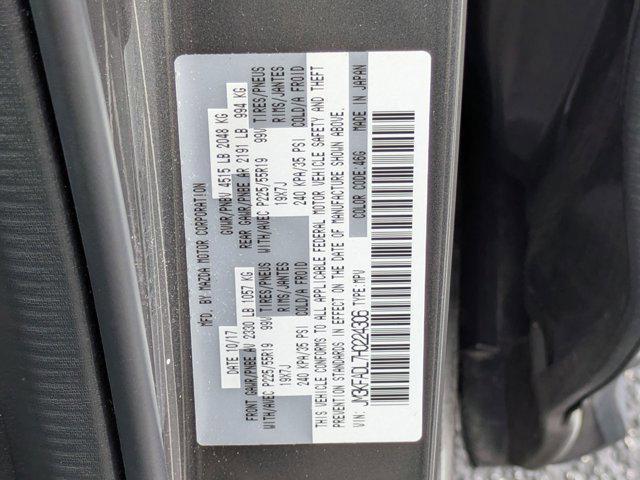 MFD. BY MAZDA MOTOR CORPORATION
DATE 10/17 GVWR/PNBV 4515 LB 2048 KG
FRONT GAWR/PNBE AV 2330 LB 1057 KG REAR GAWR/PNBE AR 2191 LB 994 KG
WITH/AVEC P225/55R19 99V TIRES/PNEUS WITH/AVEC P225/55R19 99V TIRES/PNEUS
19X7J RIMS/JANTES 19X7J RIMS/JANTES
240 KPA/35 PSI COLD/A FROID 240 KPA/35 PSI COLD/A FROID
THIS VEHICLE CONFORMS TO ALL APPLICABLE FEDERAL MOTOR VEHICLE SAFETY AND THEFT
PREVENTION STANDARDS IN EFFECT ON THE DATE OF MANUFACTURE SHOWN ABOVE.
VIN: JM3KFADL7H0224306 TYPE:MPV COLOR CODE:46G MADE IN JAPAN